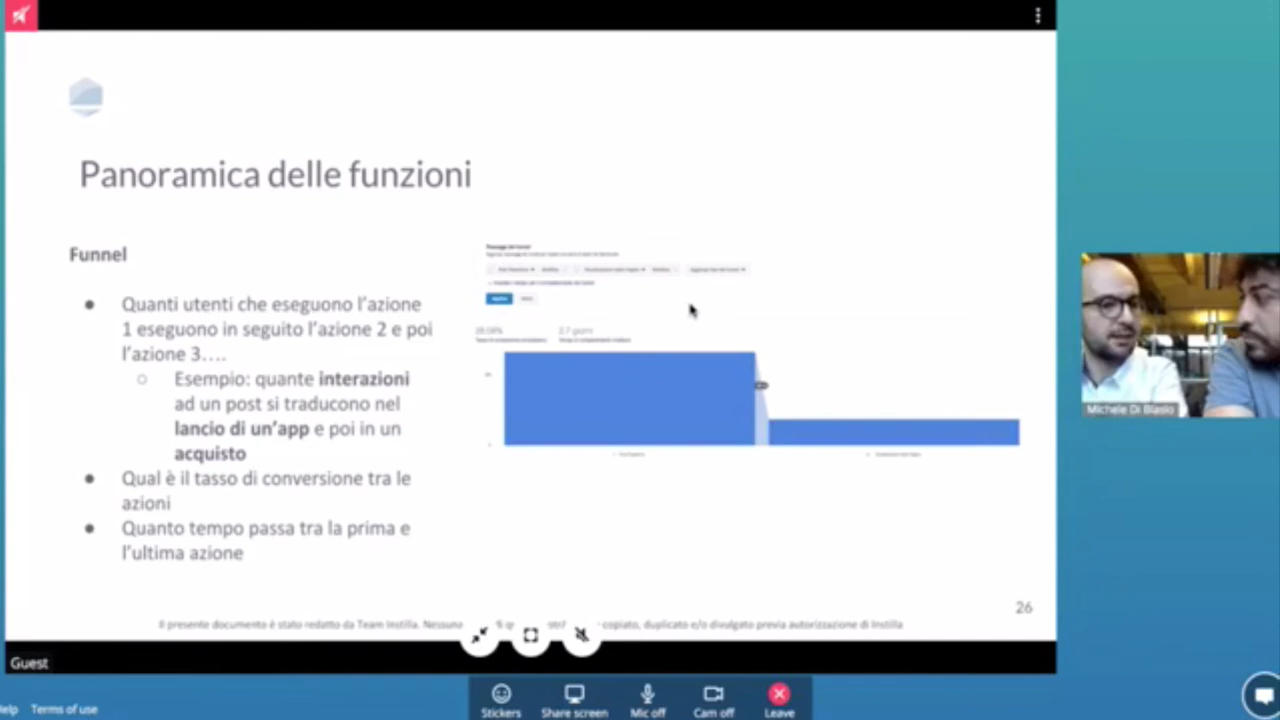 Panoramica delle funzioni
Funnel
● Quanti utenti che eseguono l'azione
1 eseguono in seguito l'azione 2 e poi
l'azione 3....
○ Esempio: quante interazioni
ad un post si traducono nel
lancio di un'app e poi in un
acquisto
● Qual è il tasso di conversione tra le
azioni
● Quanto tempo passa tra la prima e
l'ultima azione
2.7 giorni
26
Il presente documento è stato redatto da Team Instilla. Nessuno copiato, duplicato e/o divulgato previa autorizzazione di Instilla
Michele Di Blasio
Guest
Help Terms of use
Stickers Share screen Mic off Cam off Leave